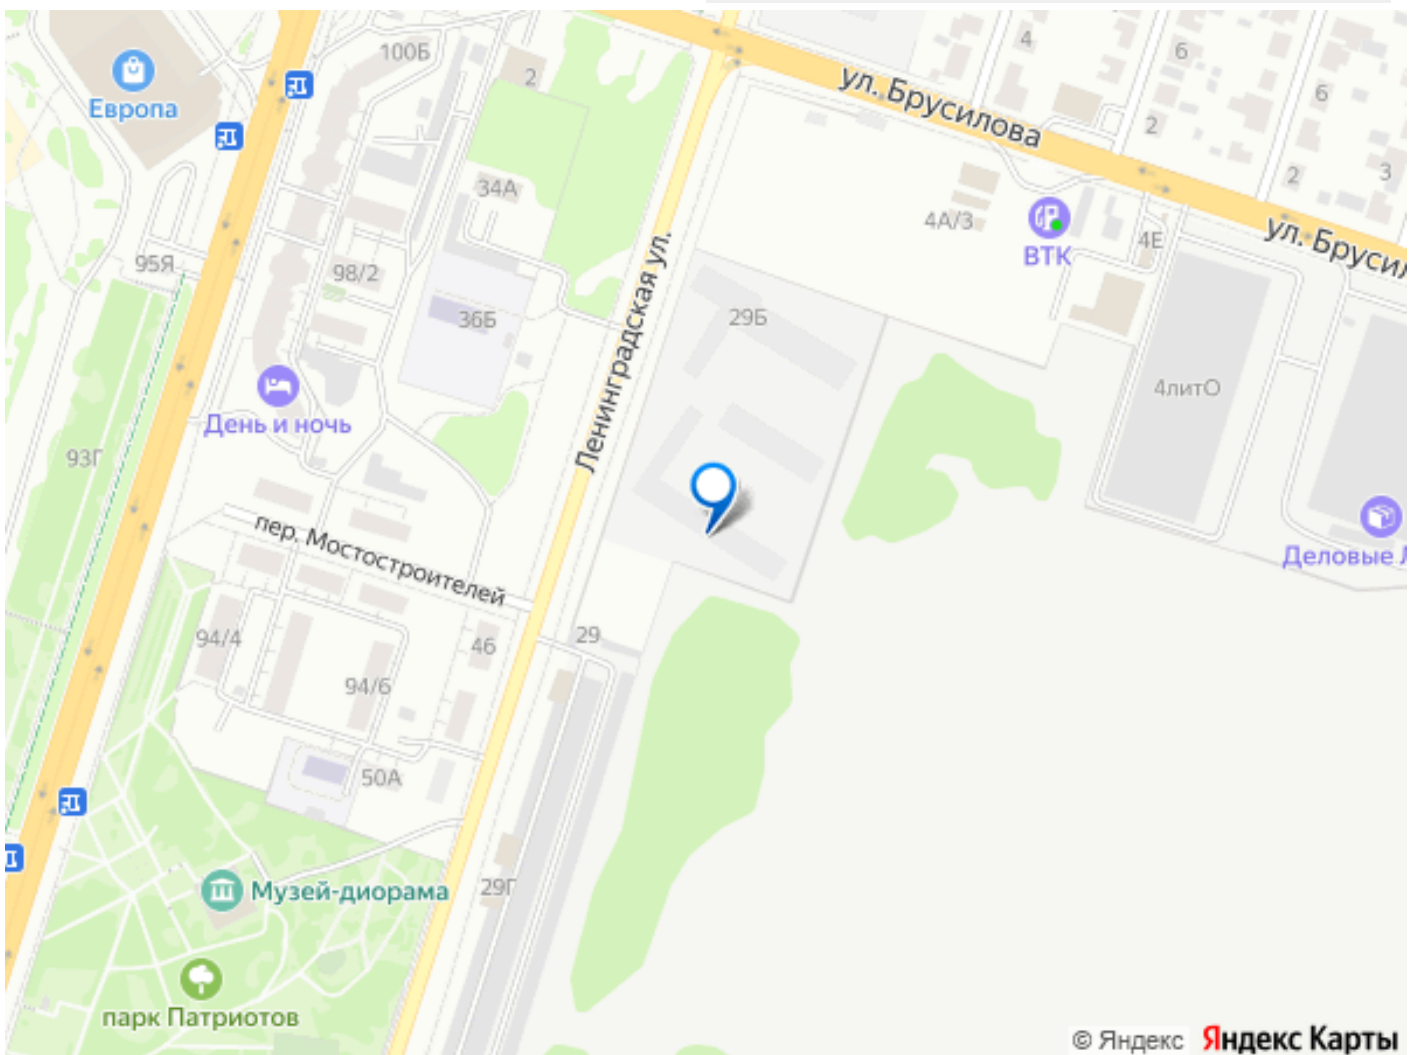 100Б
2
4
6
ул. Брусилова
6
Европа
2
34А
2
3
4А/3
ВТК
4Е
ул. Брусил
95Я
98/2
36Б
Ленинградская ул.
29Б
4литО
День и ночь
93Г
пер. Мостостроителей
Деловые Л
94/4
46
29
94/6
50А
29Г
Музей-диорама
парк Патриотов
© Яндекс Яндекс Карты